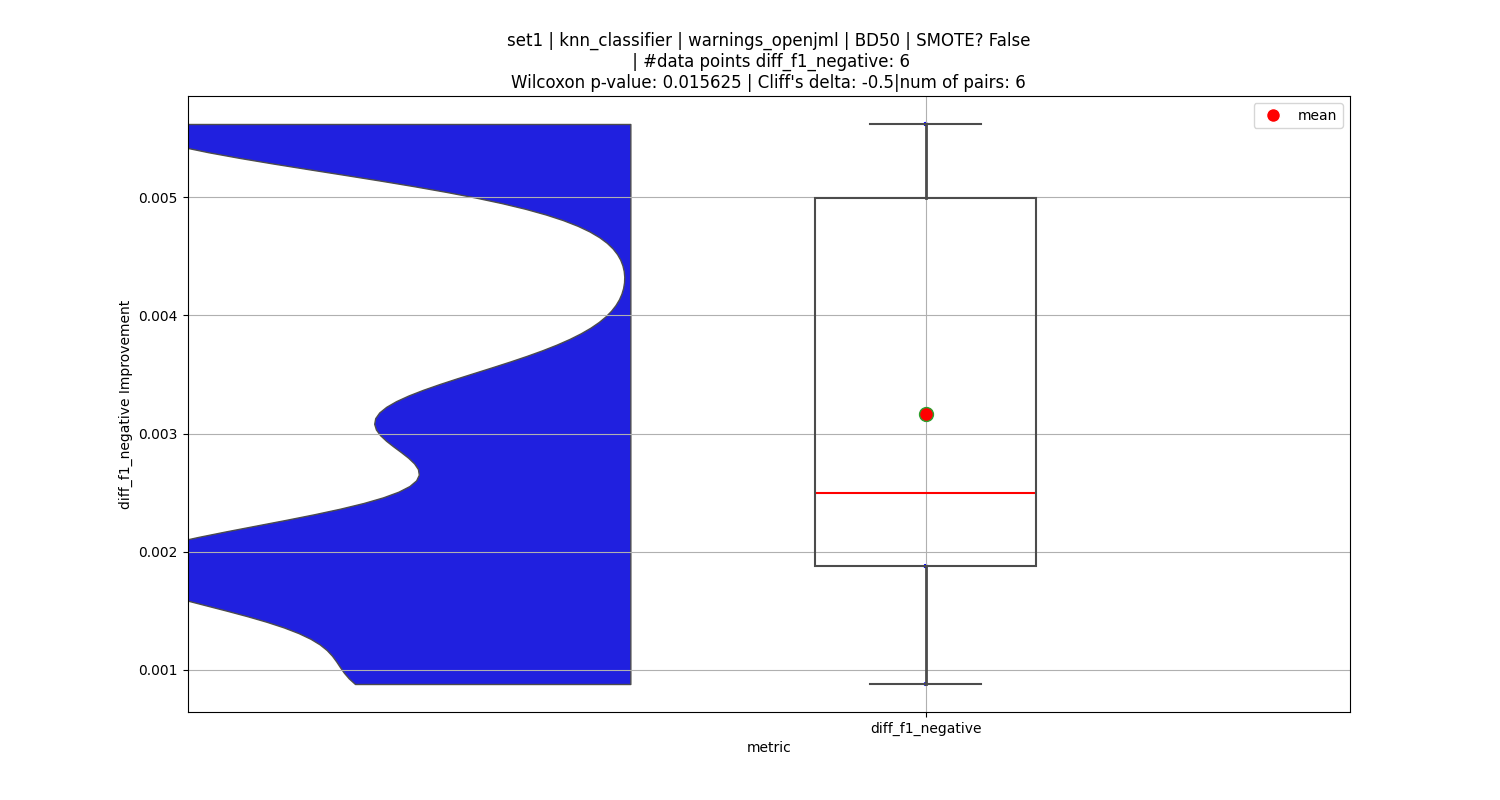 set1 | knn_classifier | warnings_openjml | BD50 | SMOTE? False
| #data points diff_f1_negative: 6
Wilcoxon p-value: 0.015625 | Cliff's delta: -0.5|num of pairs: 6
mean
0.005
0.004
0.003
0.002
0.001
diff_f1_negative Improvement
diff_f1_negative
metric